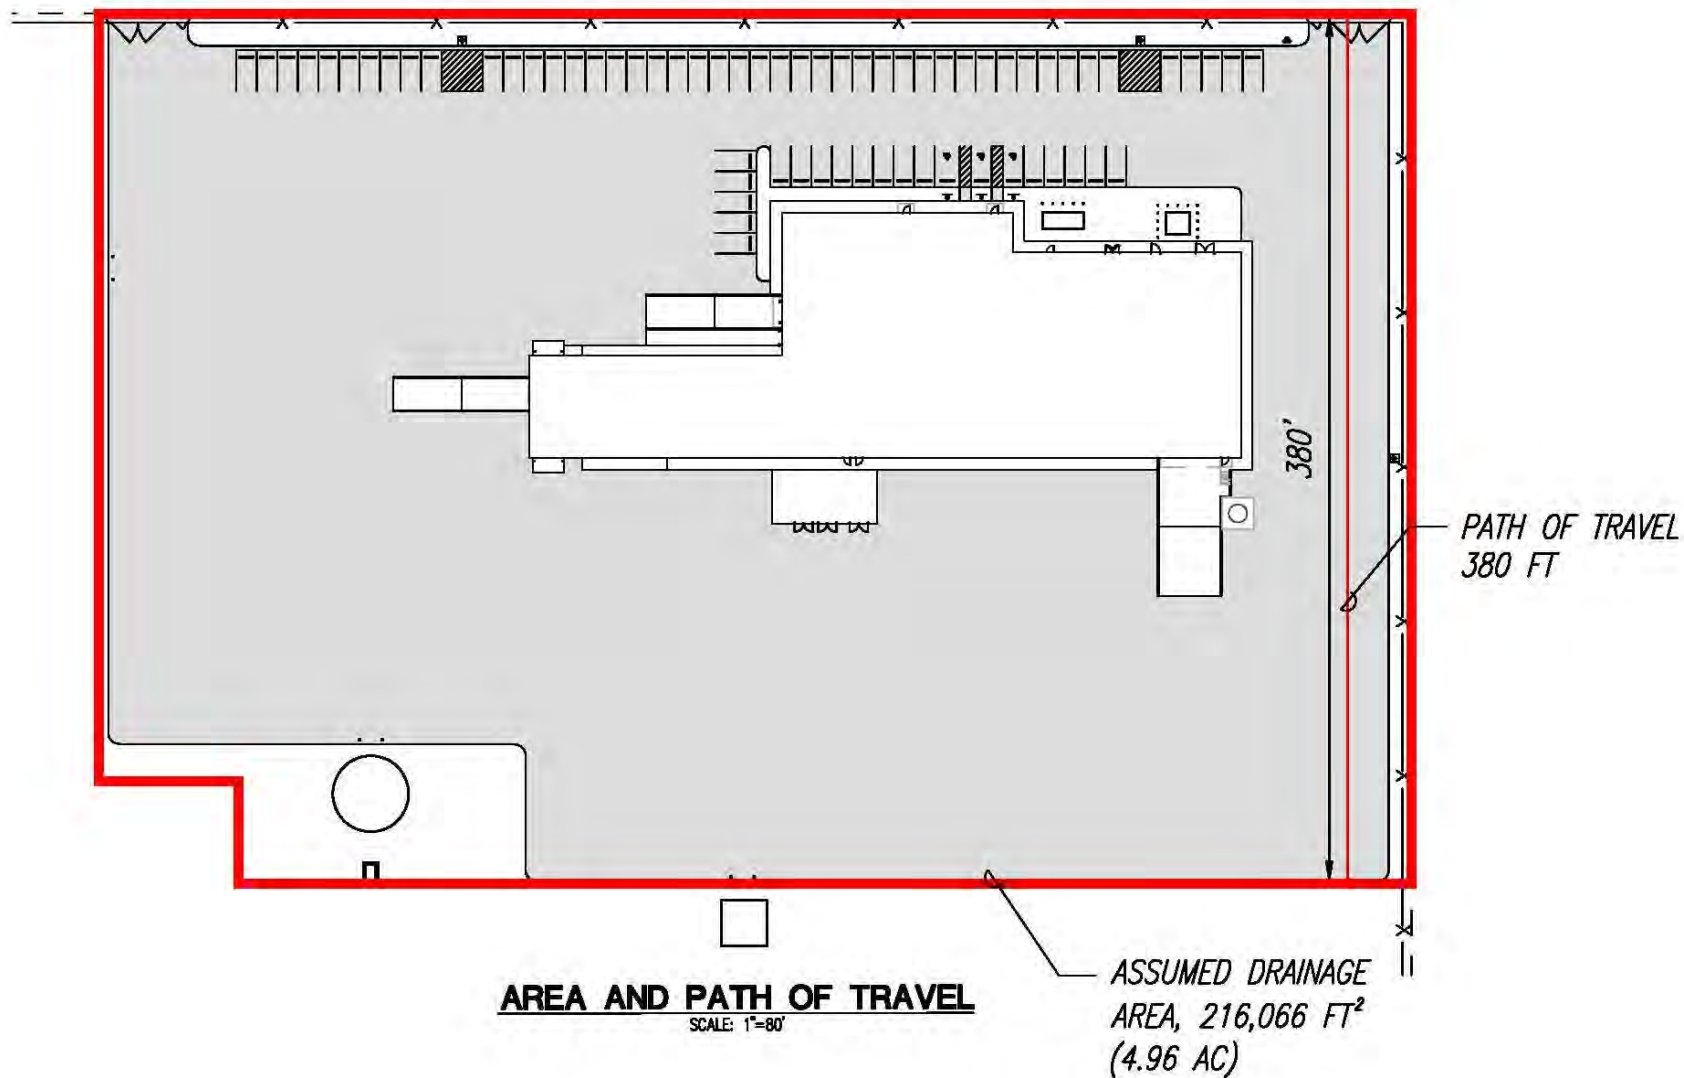 380'
PATH OF TRAVEL
380 FT
AREA AND PATH OF TRAVEL
SCALE: 1"=80'
ASSUMED DRAINAGE
AREA, 216,066 FT²
(4.96 AC)